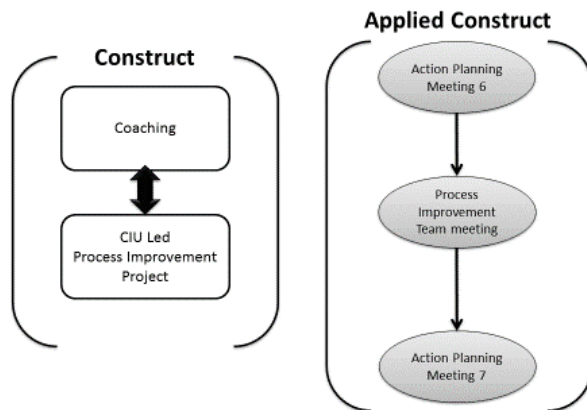 Construct
Coaching
CIU Led
Process Improvement
Project
Applied Construct
Action Planning
Meeting 6
Process
Improvement
Team meeting
Action Planning
Meeting 7